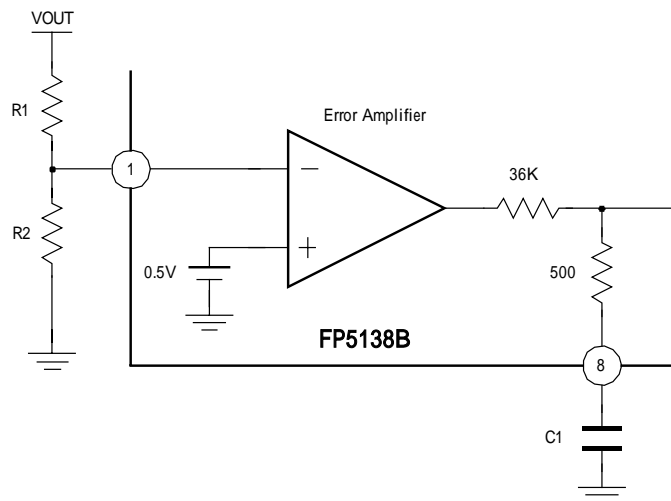 VOUT
R1
Error Amplifier
1
36K
R2
0.5V
500
FP5138B
8
C1